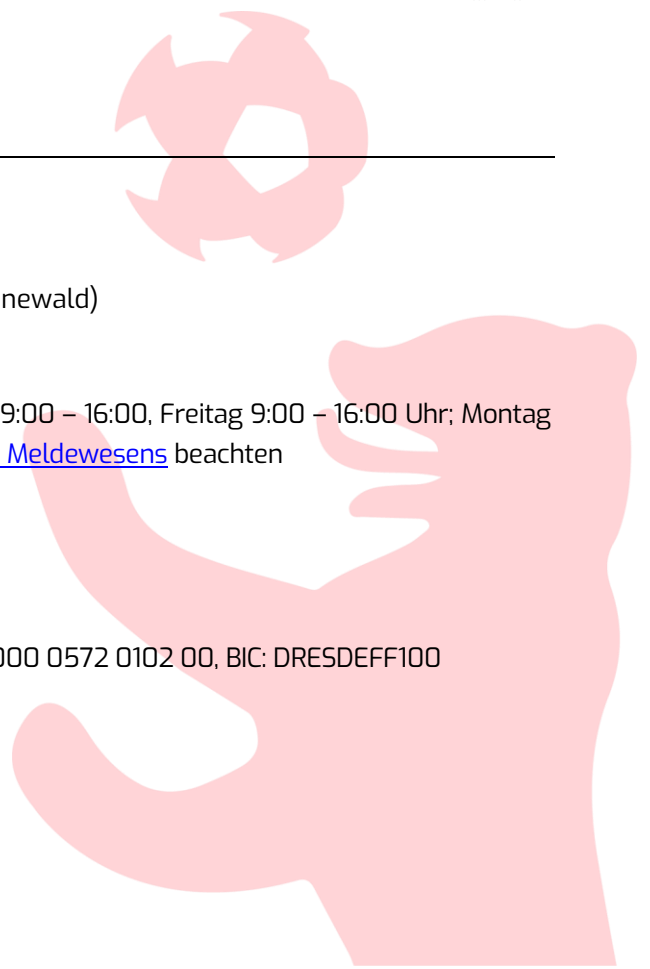 newald)
9:00 – 16:00, Freitag 9:00 – 16:00 Uhr; Montag
Meldewesens beachten
000 0572 0102 00, BIC: DRESDEFF100